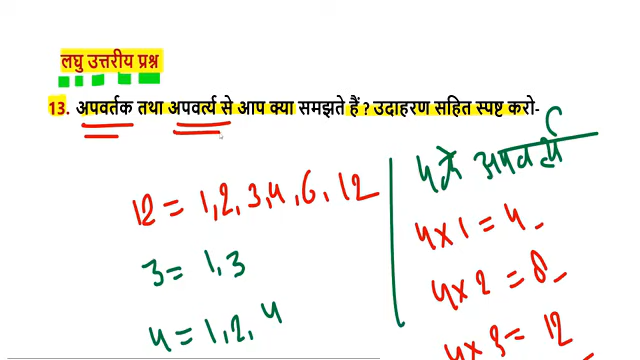 लघु उत्तरीय प्रश्न
13. अपवर्तक तथा अपवर्त्य से आप क्या समझते हैं ? उदाहरण सहित स्पष्ट करो-
12 = 1, 2, 3, 4, 6, 12
3 = 1, 3
4 = 1, 2, 4
4 के अपवर्त्य
4 × 1 = 4
4 × 2 = 8
4 × 3 = 12